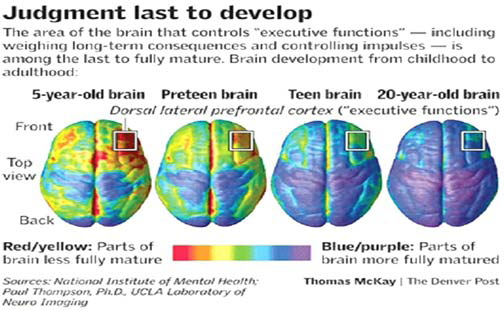 Judgment last to develop
The area of the brain that controls "executive functions" — including
weighing long-term consequences and controlling impulses — is
among the last to fully mature. Brain development from childhood to
adulthood:
5-year-old brain Preteen brain Teen brain 20-year-old brain
Dorsal lateral prefrontal cortex ("executive functions")
Front
Top
view
Back
Red/yellow: Parts of
brain less fully mature
Blue/purple: Parts of
brain more fully matured
Sources: National Institute of Mental Health;
Paul Thompson, Ph.D., UCLA Laboratory of
Neuro Imaging
Thomas McKay | The Denver Post